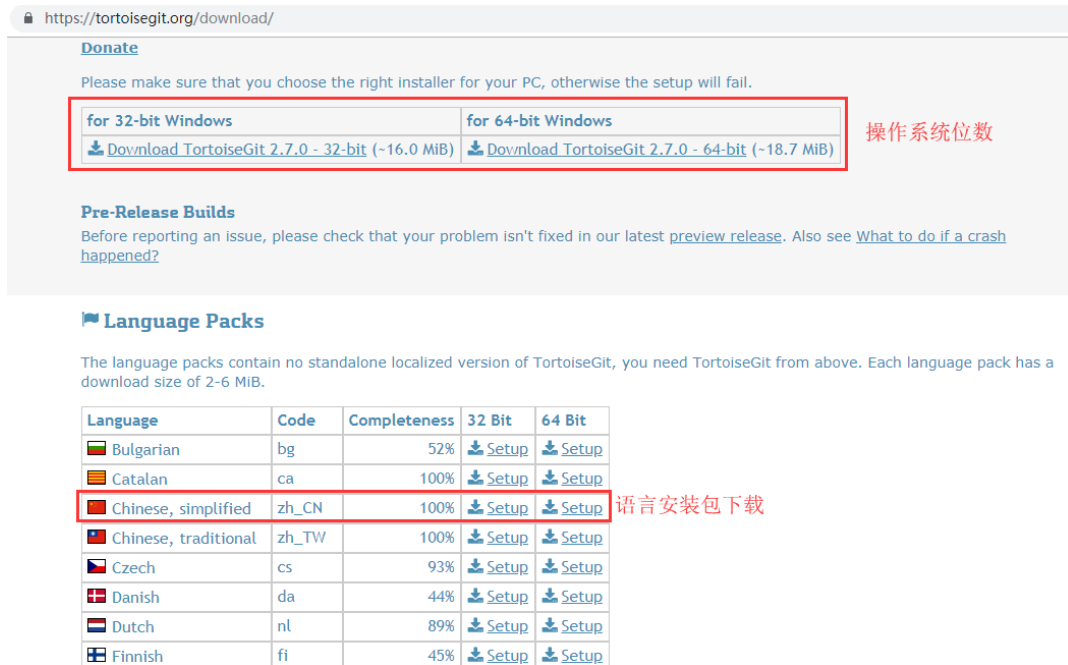 https://tortoisegit.org/download/
Donate
Please make sure that you choose the right installer for your PC, otherwise the setup will fail.
for 32-bit Windows for 64-bit Windows
Download TortoiseGit 2.7.0 - 32-bit (~16.0 MiB) Download TortoiseGit 2.7.0 - 64-bit (~18.7 MiB)
操作系统位数
Pre-Release Builds
Before reporting an issue, please check that your problem isn't fixed in our latest preview release. Also see What to do if a crash
happened?
Language Packs
The language packs contain no standalone localized version of TortoiseGit, you need TortoiseGit from above. Each language pack has a
download size of 2-6 MiB.
Language Code Completeness 32 Bit 64 Bit
Bulgarian bg 52% Setup Setup
Catalan ca 100% Setup Setup
Chinese, simplified zh_CN 100% Setup Setup 语言安装包下载
Chinese, traditional zh_TW 100% Setup Setup
Czech cs 93% Setup Setup
Danish da 44% Setup Setup
Dutch nl 89% Setup Setup
Finnish fi 45% Setup Setup